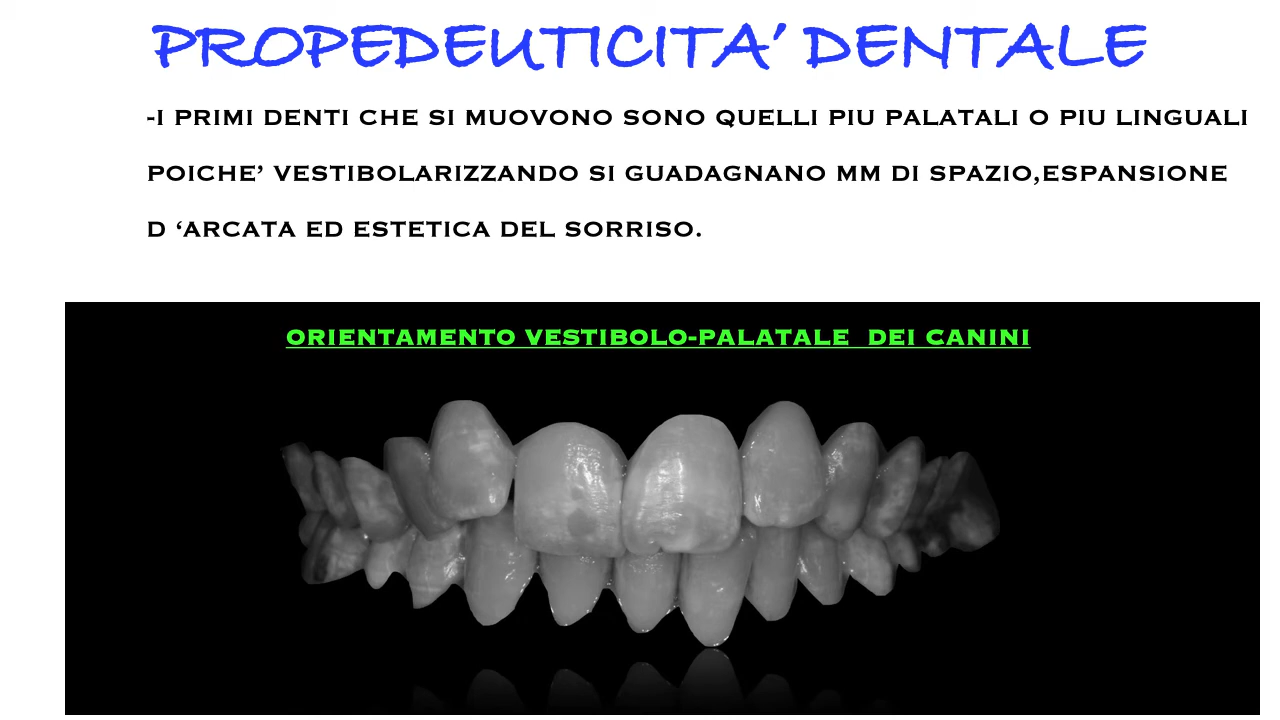 PROPEDEUTICITA’ DENTALE
-I PRIMI DENTI CHE SI MUOVONO SONO QUELLI PIU PALATALI O PIU LINGUALI
POICHE’ VESTIBOLARIZZANDO SI GUADAGNANO MM DI SPAZIO,ESPANSIONE
D ‘ARCATA ED ESTETICA DEL SORRISO.
ORIENTAMENTO VESTIBOLO-PALATALE  DEI CANINI